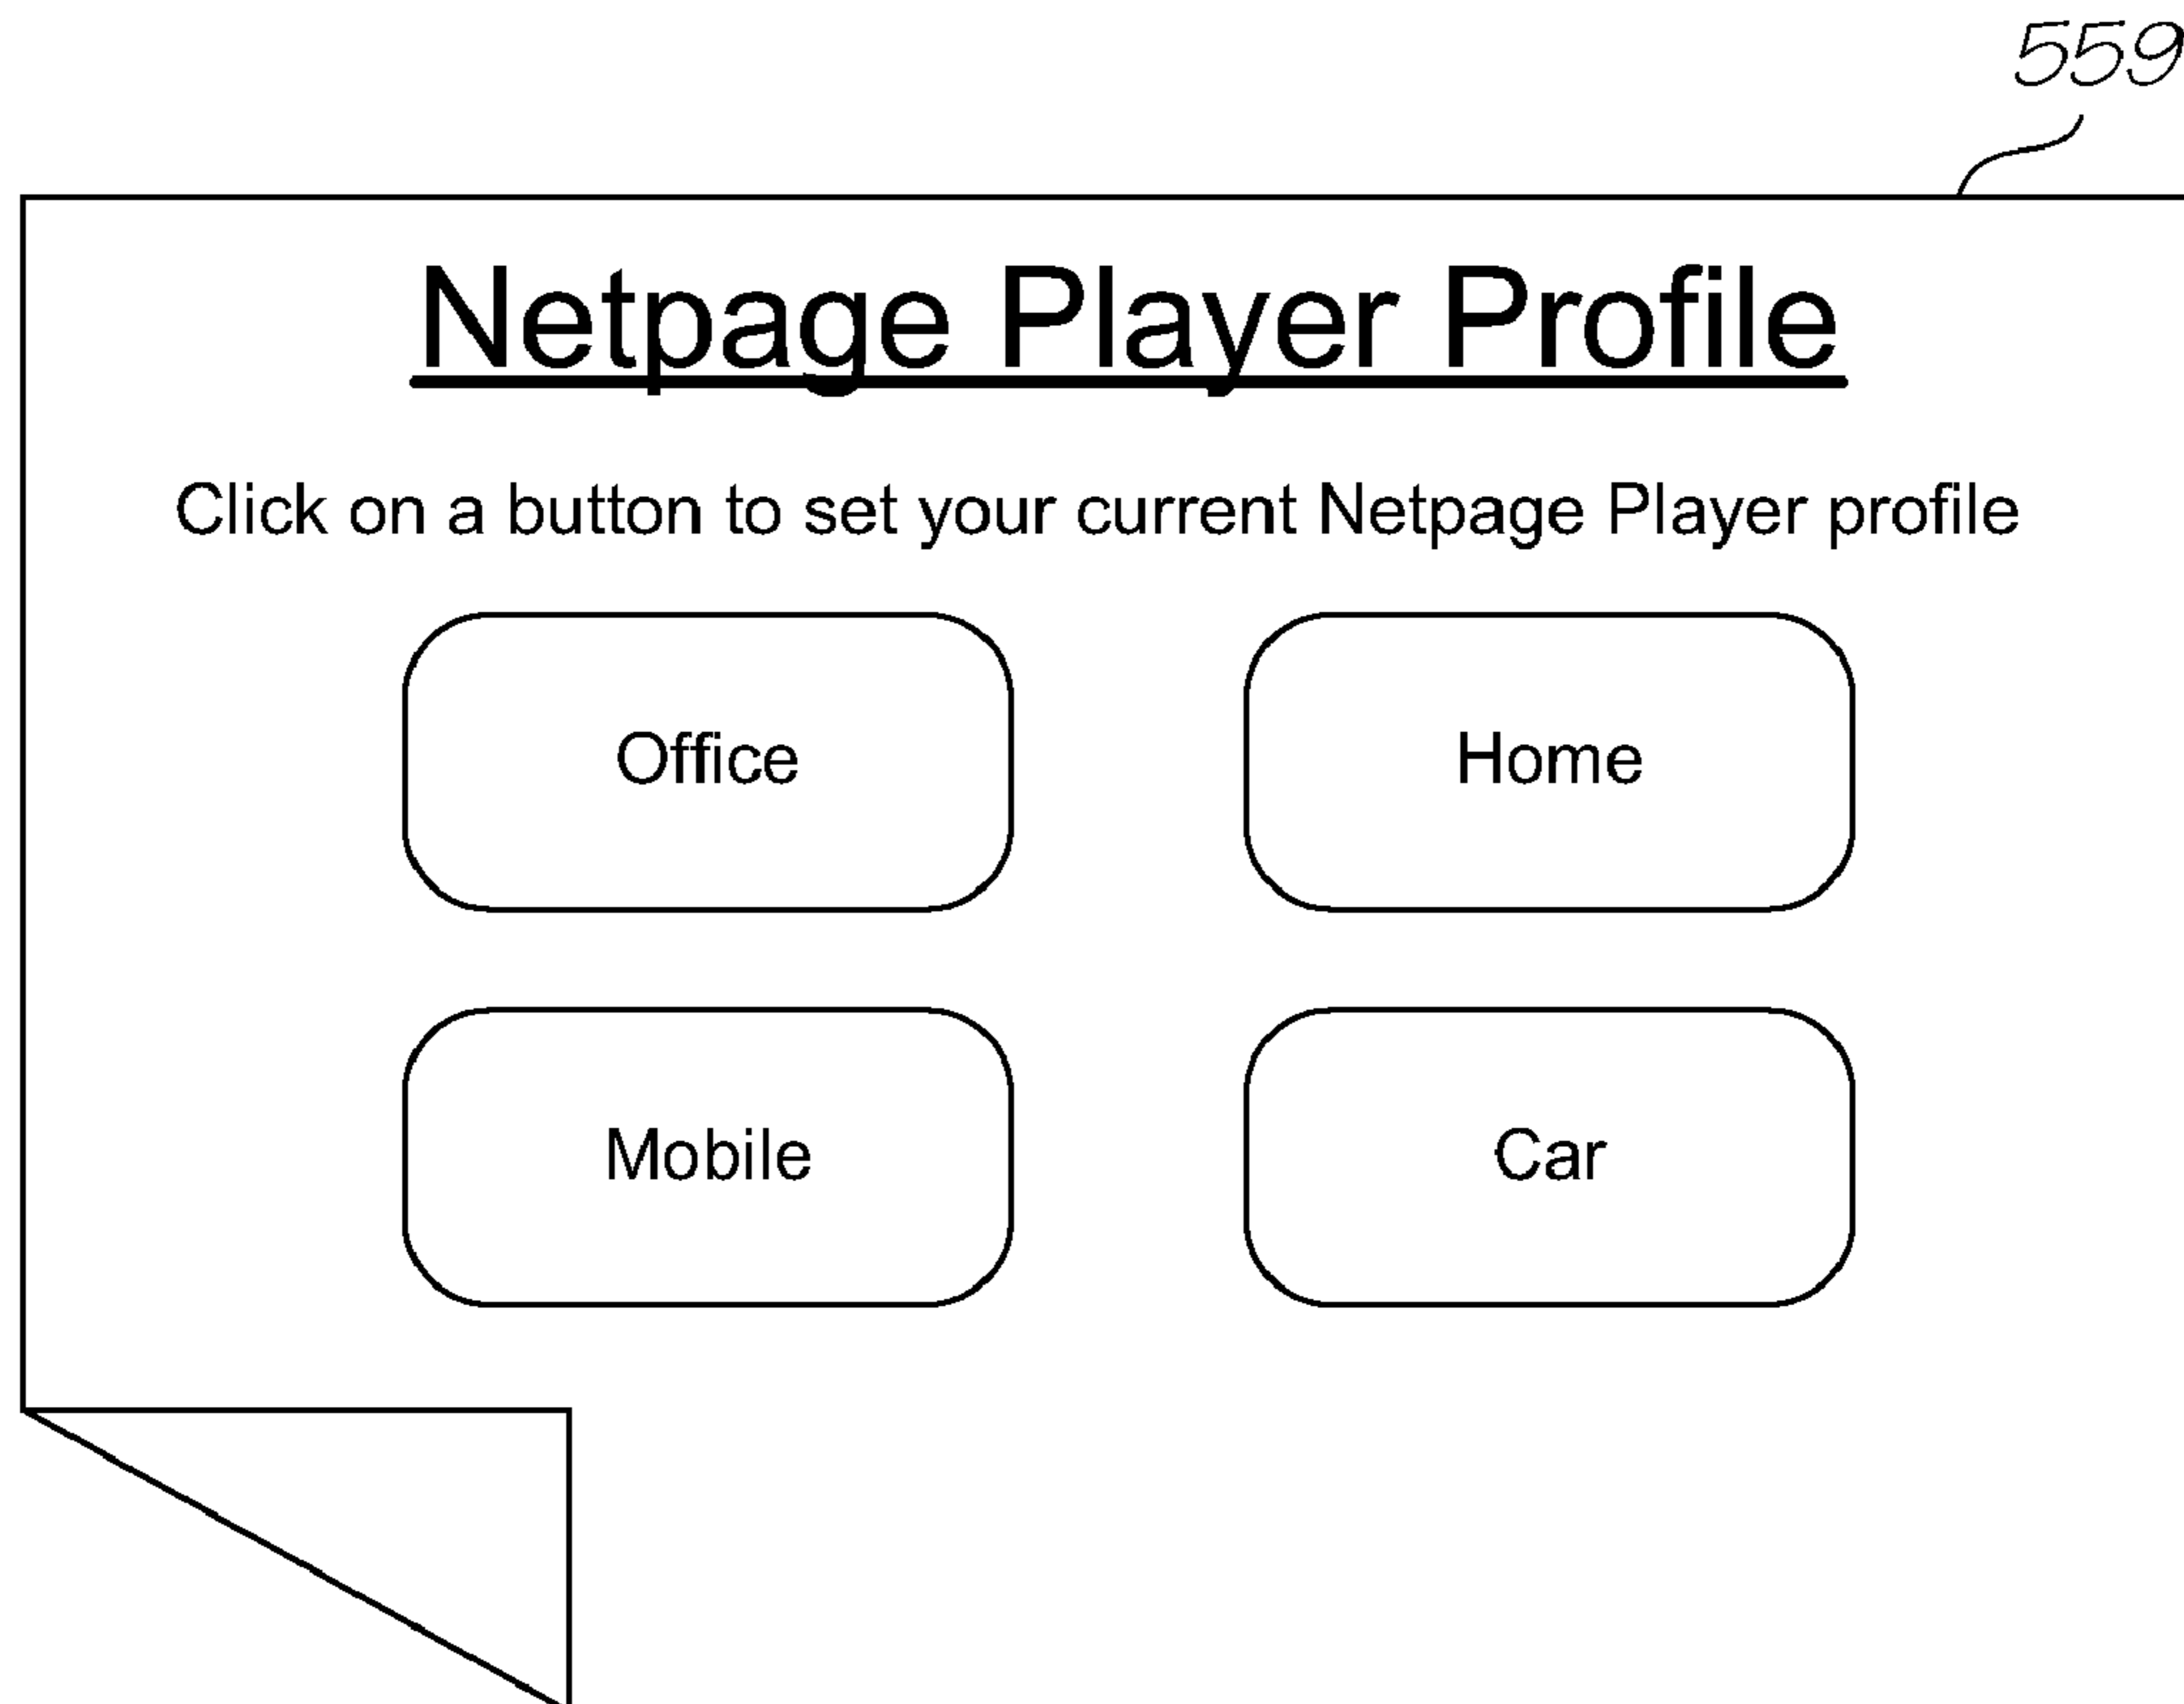 559
Netpage Player Profile
Click on a button to set your current Netpage Player profile
Office Home
Mobile Car